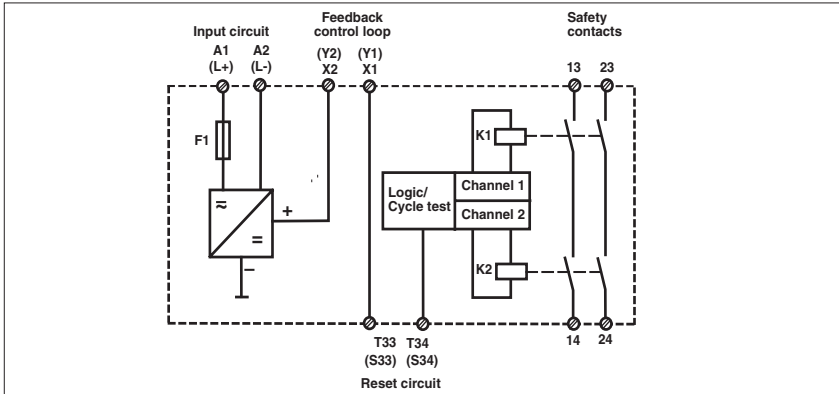 Input circuit
Feedback
control loop
Safety
contacts
A1
(L+)
A2
(L-)
(Y2)
X2
(Y1)
X1
13
23
F1
≂
+
=
–
Logic/
Cycle test
Channel 1
Channel 2
K1
K2
T33
(S33)
T34
(S34)
14
24
Reset circuit